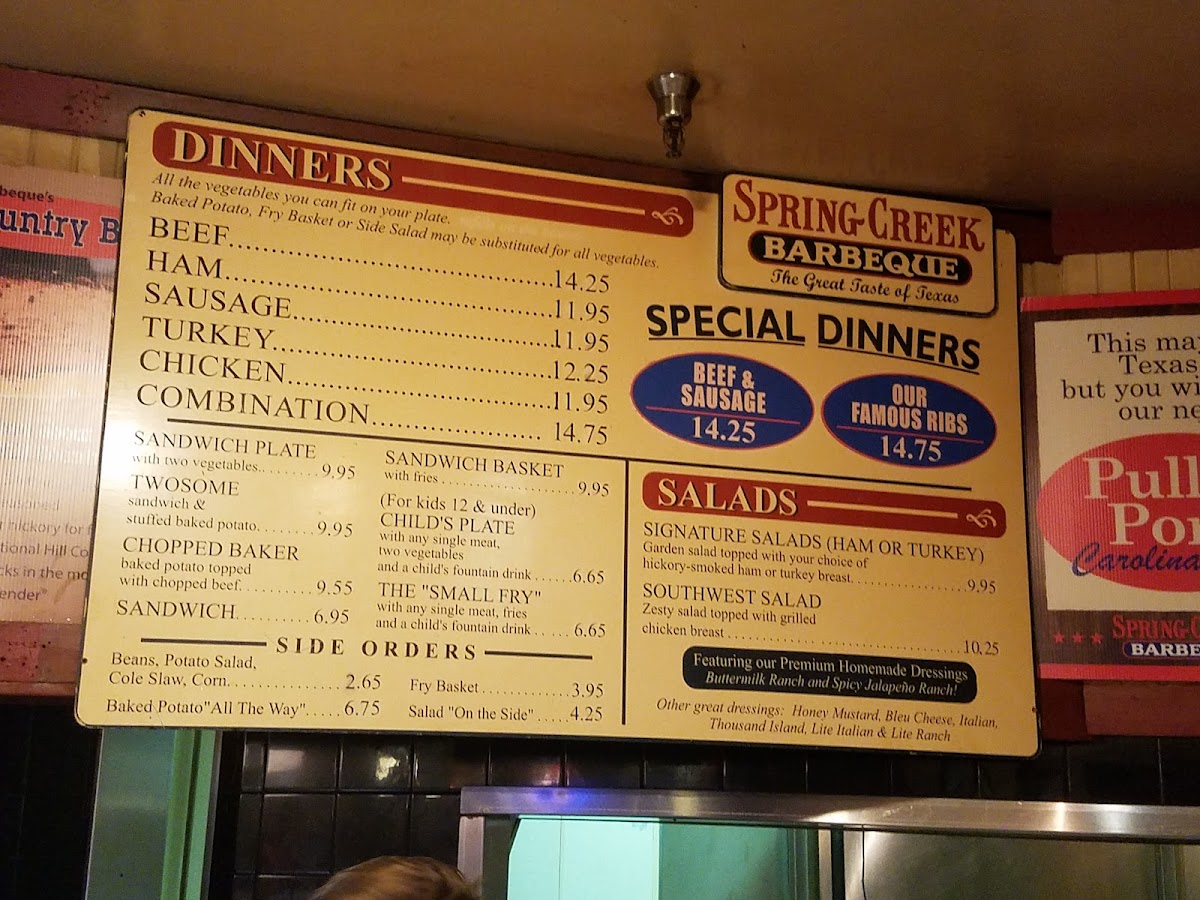 DINNERS
All the vegetables you can fit on your plate.
Baked Potato, Fry Basket or Side Salad may be substituted for all vegetables.
BEEF..............................14.25
HAM..............................11.95
SAUSAGE..............................11.95
TURKEY..............................12.25
CHICKEN..............................11.95
COMBINATION.................... 14.75
SPRING-CREEK
BARBEQUE
The Great Taste of Texas
SPECIAL DINNERS
BEEF &
SAUSAGE
14.25
OUR
FAMOUS RIBS
14.75
SANDWICH PLATE
with two vegetables.........9.95
TWOSOME
sandwich &
stuffed baked potato.........9.95
CHOPPED BAKER
baked potato topped
with chopped beef.........9.55
SANDWICH.......... 6.95
SANDWICH BASKET
with fries ...............9.95
(For kids 12 & under)
CHILD'S PLATE
with any single meat,
two vegetables
and a child's fountain drink ......6.65
THE "SMALL FRY"
with any single meat, fries
and a child's fountain drink ...... 6.65
SIDE ORDERS
Beans, Potato Salad,
Cole Slaw, Corn................ 2.65
Baked Potato"All The Way"..... 6.75
Fry Basket ............3.95
Salad "On the Side" .....4.25
SALADS
SIGNATURE SALADS (HAM OR TURKEY)
Garden salad topped with your choice of
hickory-smoked ham or turkey breast.................9.95
SOUTHWEST SALAD
Zesty salad topped with grilled
chicken breast ..............................10.25
Featuring our Premium Homemade Dressings
Buttermilk Ranch and Spicy Jalapeño Ranch!
Other great dressings: Honey Mustard, Bleu Cheese, Italian,
Thousand Island, Lite Italian & Lite Ranch
beque's
untry B
hickory for
tional Hill Co
cks in the mo
ender"
This ma
Texas
but you wi
our ne
Pull
Por
Carolina
SPRING-C
BARBE